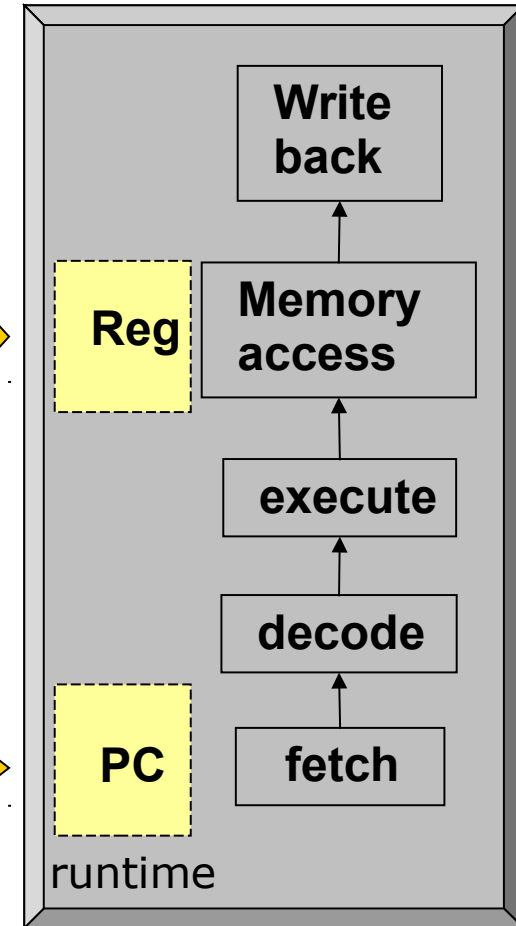 Write
back
Reg
Memory
access
execute
decode
PC
fetch
runtime